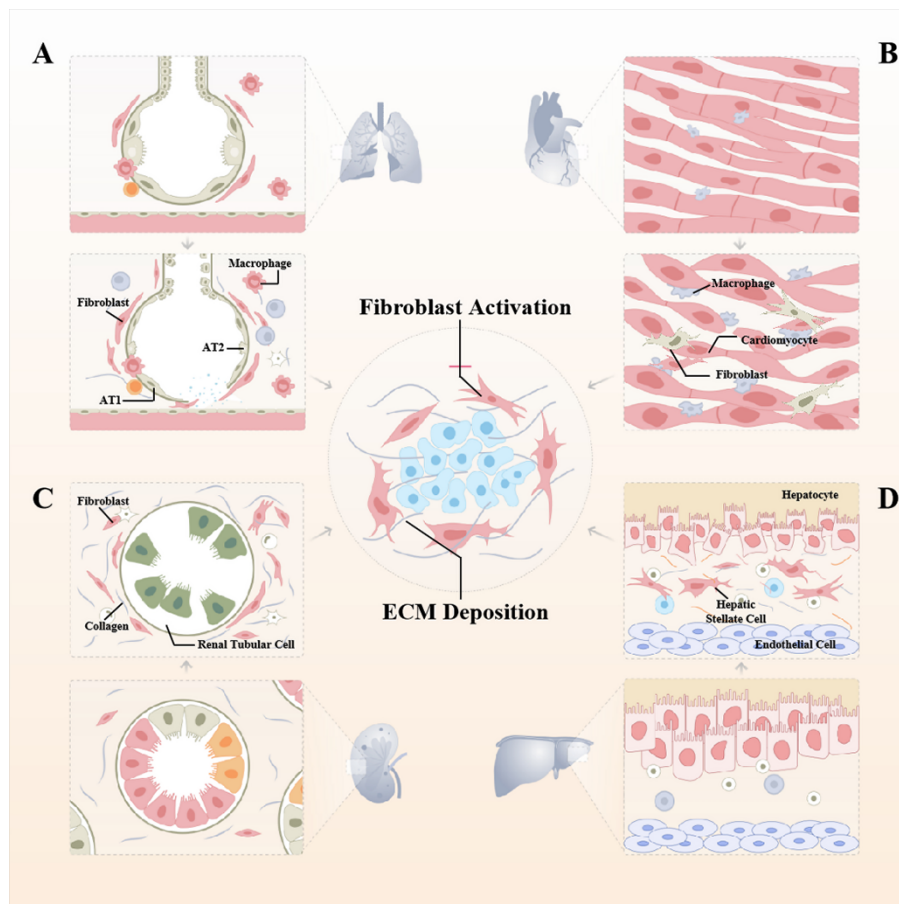 A
B
Macrophage
Fibroblast
AT2
AT1
Macrophage
Cardiomyocyte
Fibroblast
Fibroblast Activation
ECM Deposition
C
Fibroblast
Collagen
Renal Tubular Cell
D
Hepatocyte
Hepatic
Stellate Cell
Endothelial Cell